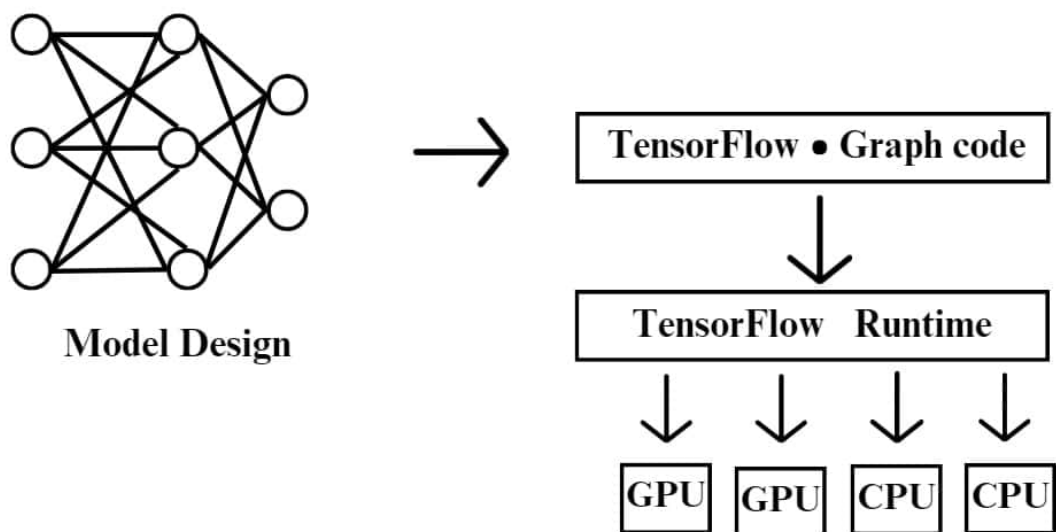 TensorFlow • Graph code
TensorFlow Runtime
Model Design
GPU GPU CPU CPU